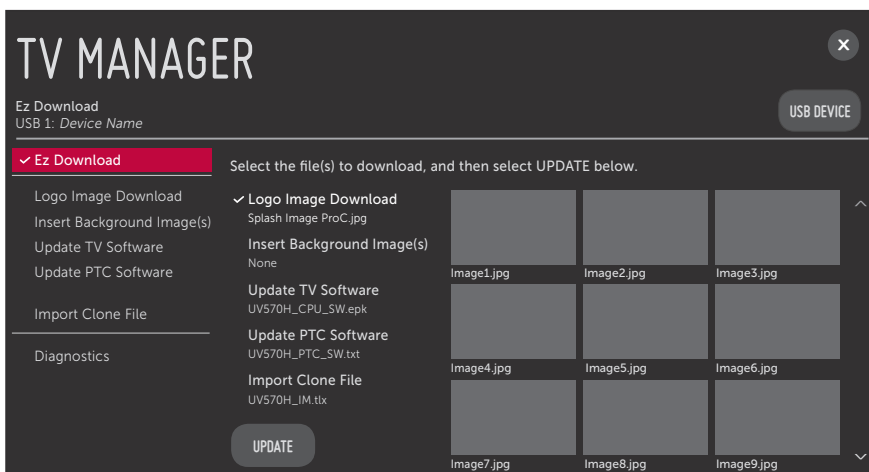 TV MANAGER
X
Ez Download
USB 1: Device Name
USB DEVICE
Ez Download
Logo Image Download
Insert Background Image(s)
Update TV Software
Update PTC Software
Import Clone File
Diagnostics
Select the file(s) to download, and then select UPDATE below.
Logo Image Download
Splash Image ProC.jpg
Insert Background Image(s)
None
Update TV Software
UV570H_CPU_SW.epk
Update PTC Software
UV570H_PTC_SW.txt
Import Clone File
UV570H_IM.tlx
UPDATE
Image1.jpg
Image2.jpg
Image3.jpg
Image4.jpg
Image5.jpg
Image6.jpg
Image7.jpg
Image8.jpg
Image9.jpg